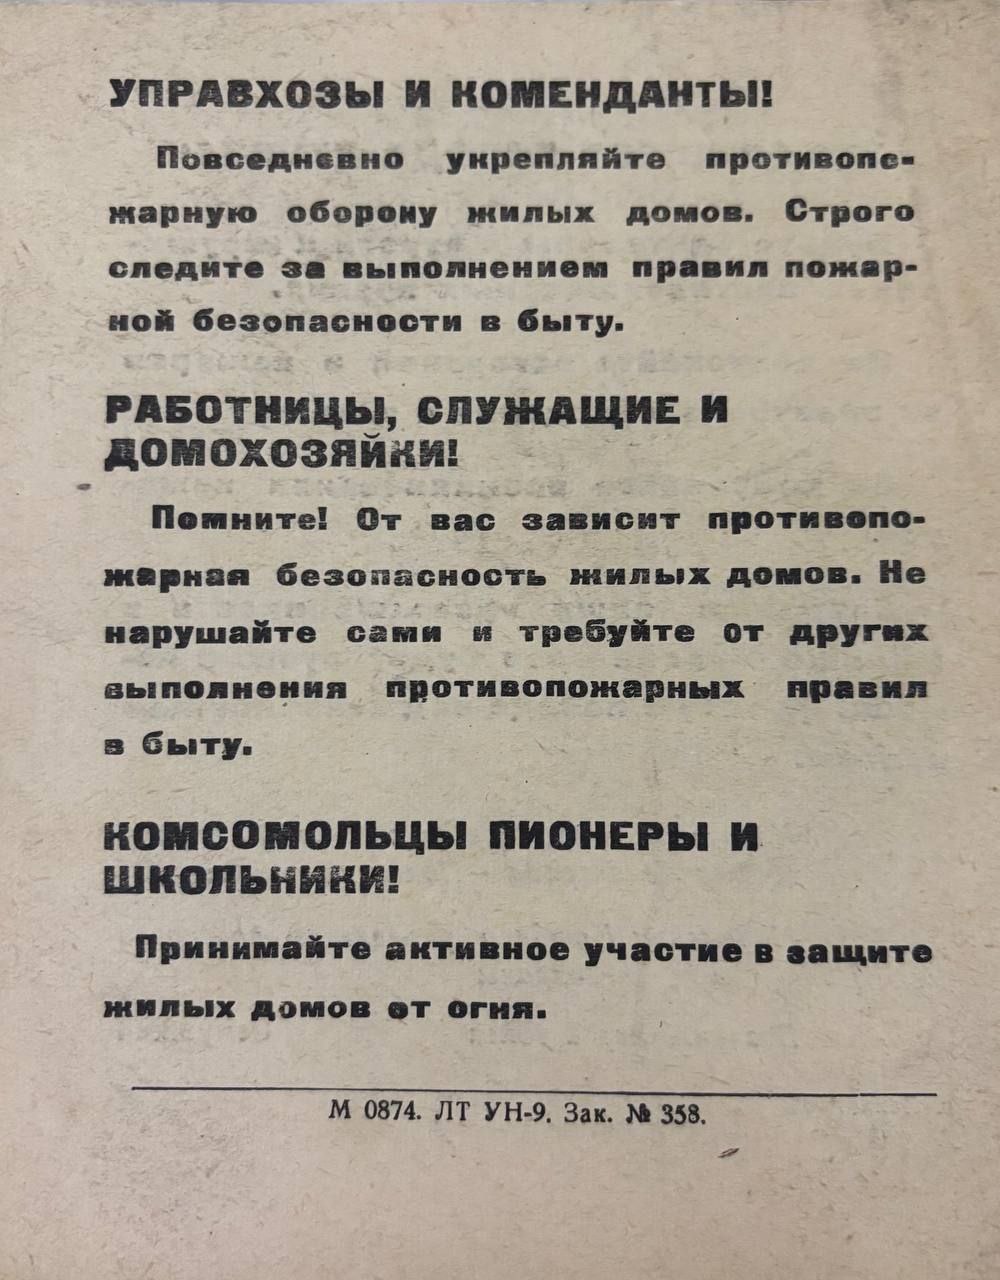 УПРАВХОЗЫ И КОМЕНДАНТЫ!
Повседневно укрепляйте противопо-
жарную оборону жилых домов. Строго
следите за выполнением правил пожар-
ной безопасности в быту.
РАБОТНИЦЫ, СЛУЖАЩИЕ И
ДОМОХОЗЯЙКИ!
Помните! От вас зависит противопо-
жарная безопасность жилых домов. Не
нарушайте сами и требуйте от других
выполнения противопожарных правил
в быту.
КОМСОМОЛЬЦЫ ПИОНЕРЫ И
ШКОЛЬНИКИ!
Принимайте активное участие в защите
жилых домов от огня.
М 0874. ЛТ УН-9. Зак. № 358.